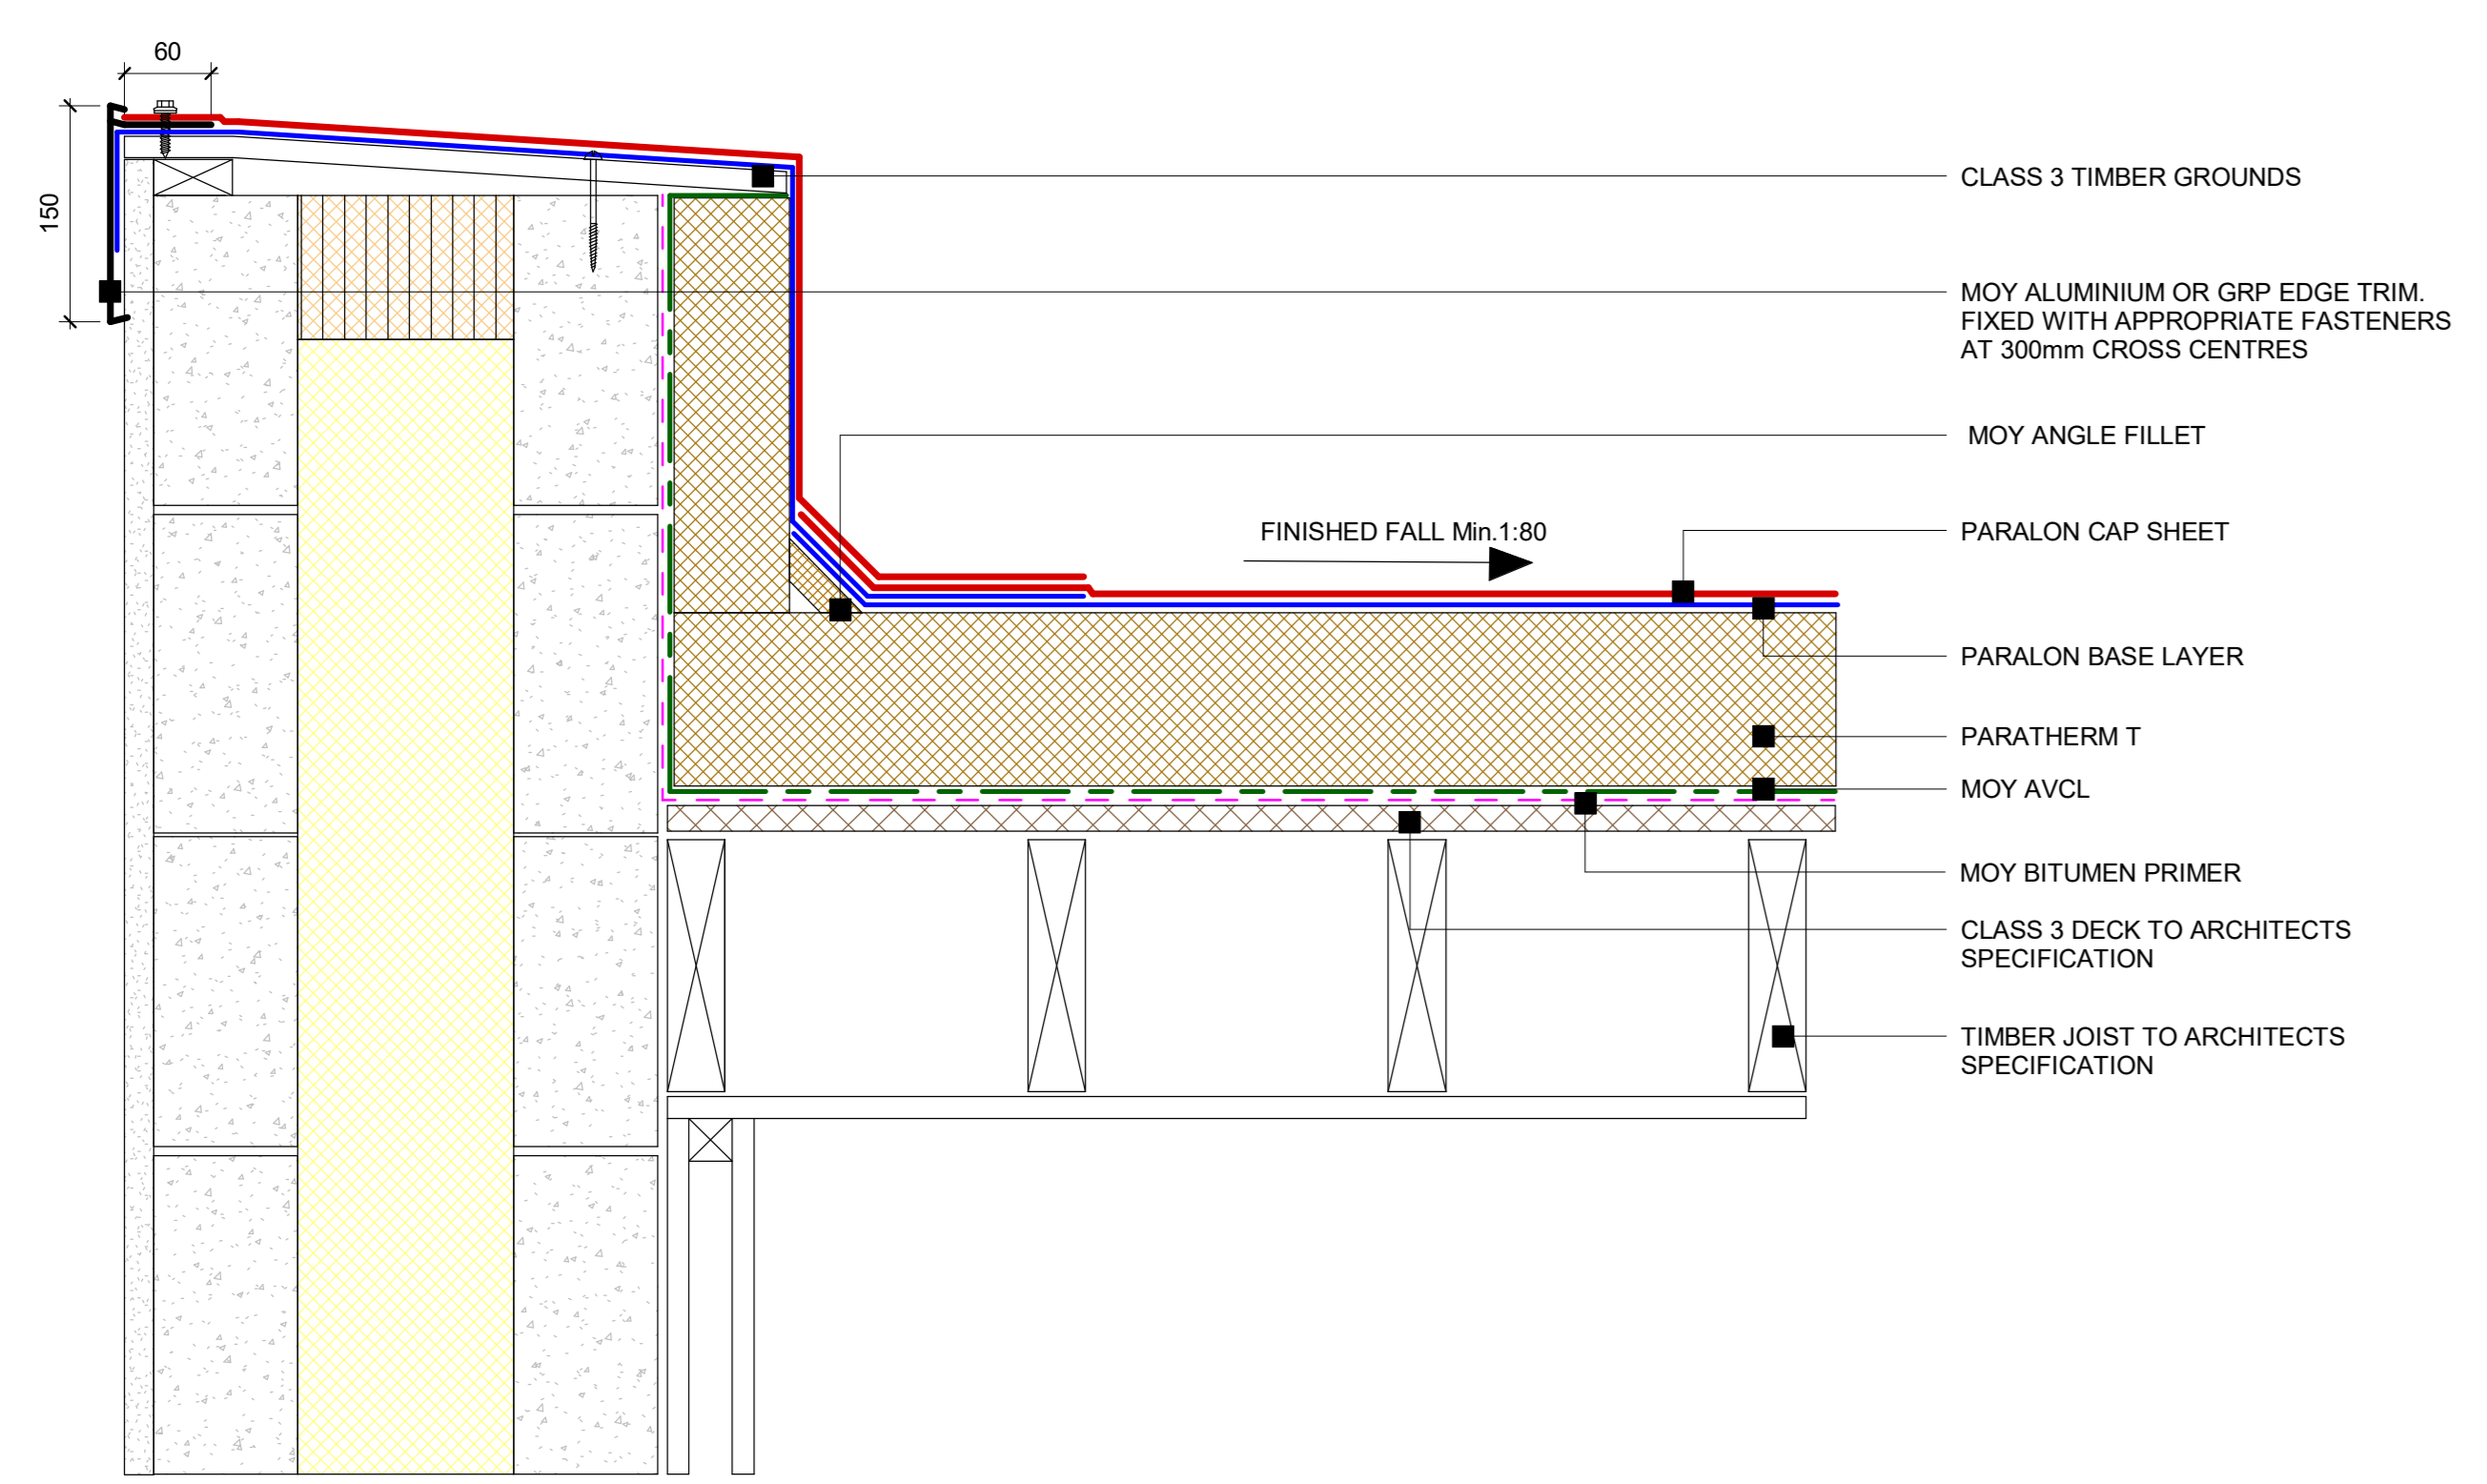 60
150
CLASS 3 TIMBER GROUNDS
MOY ALUMINIUM OR GRP EDGE TRIM.
FIXED WITH APPROPRIATE FASTENERS
AT 300mm CROSS CENTRES
MOY ANGLE FILLET
FINISHED FALL Min.1:80
PARALON CAP SHEET
PARALON BASE LAYER
PARATHERM T
MOY AVCL
MOY BITUMEN PRIMER
CLASS 3 DECK TO ARCHITECTS
SPECIFICATION
TIMBER JOIST TO ARCHITECTS
SPECIFICATION